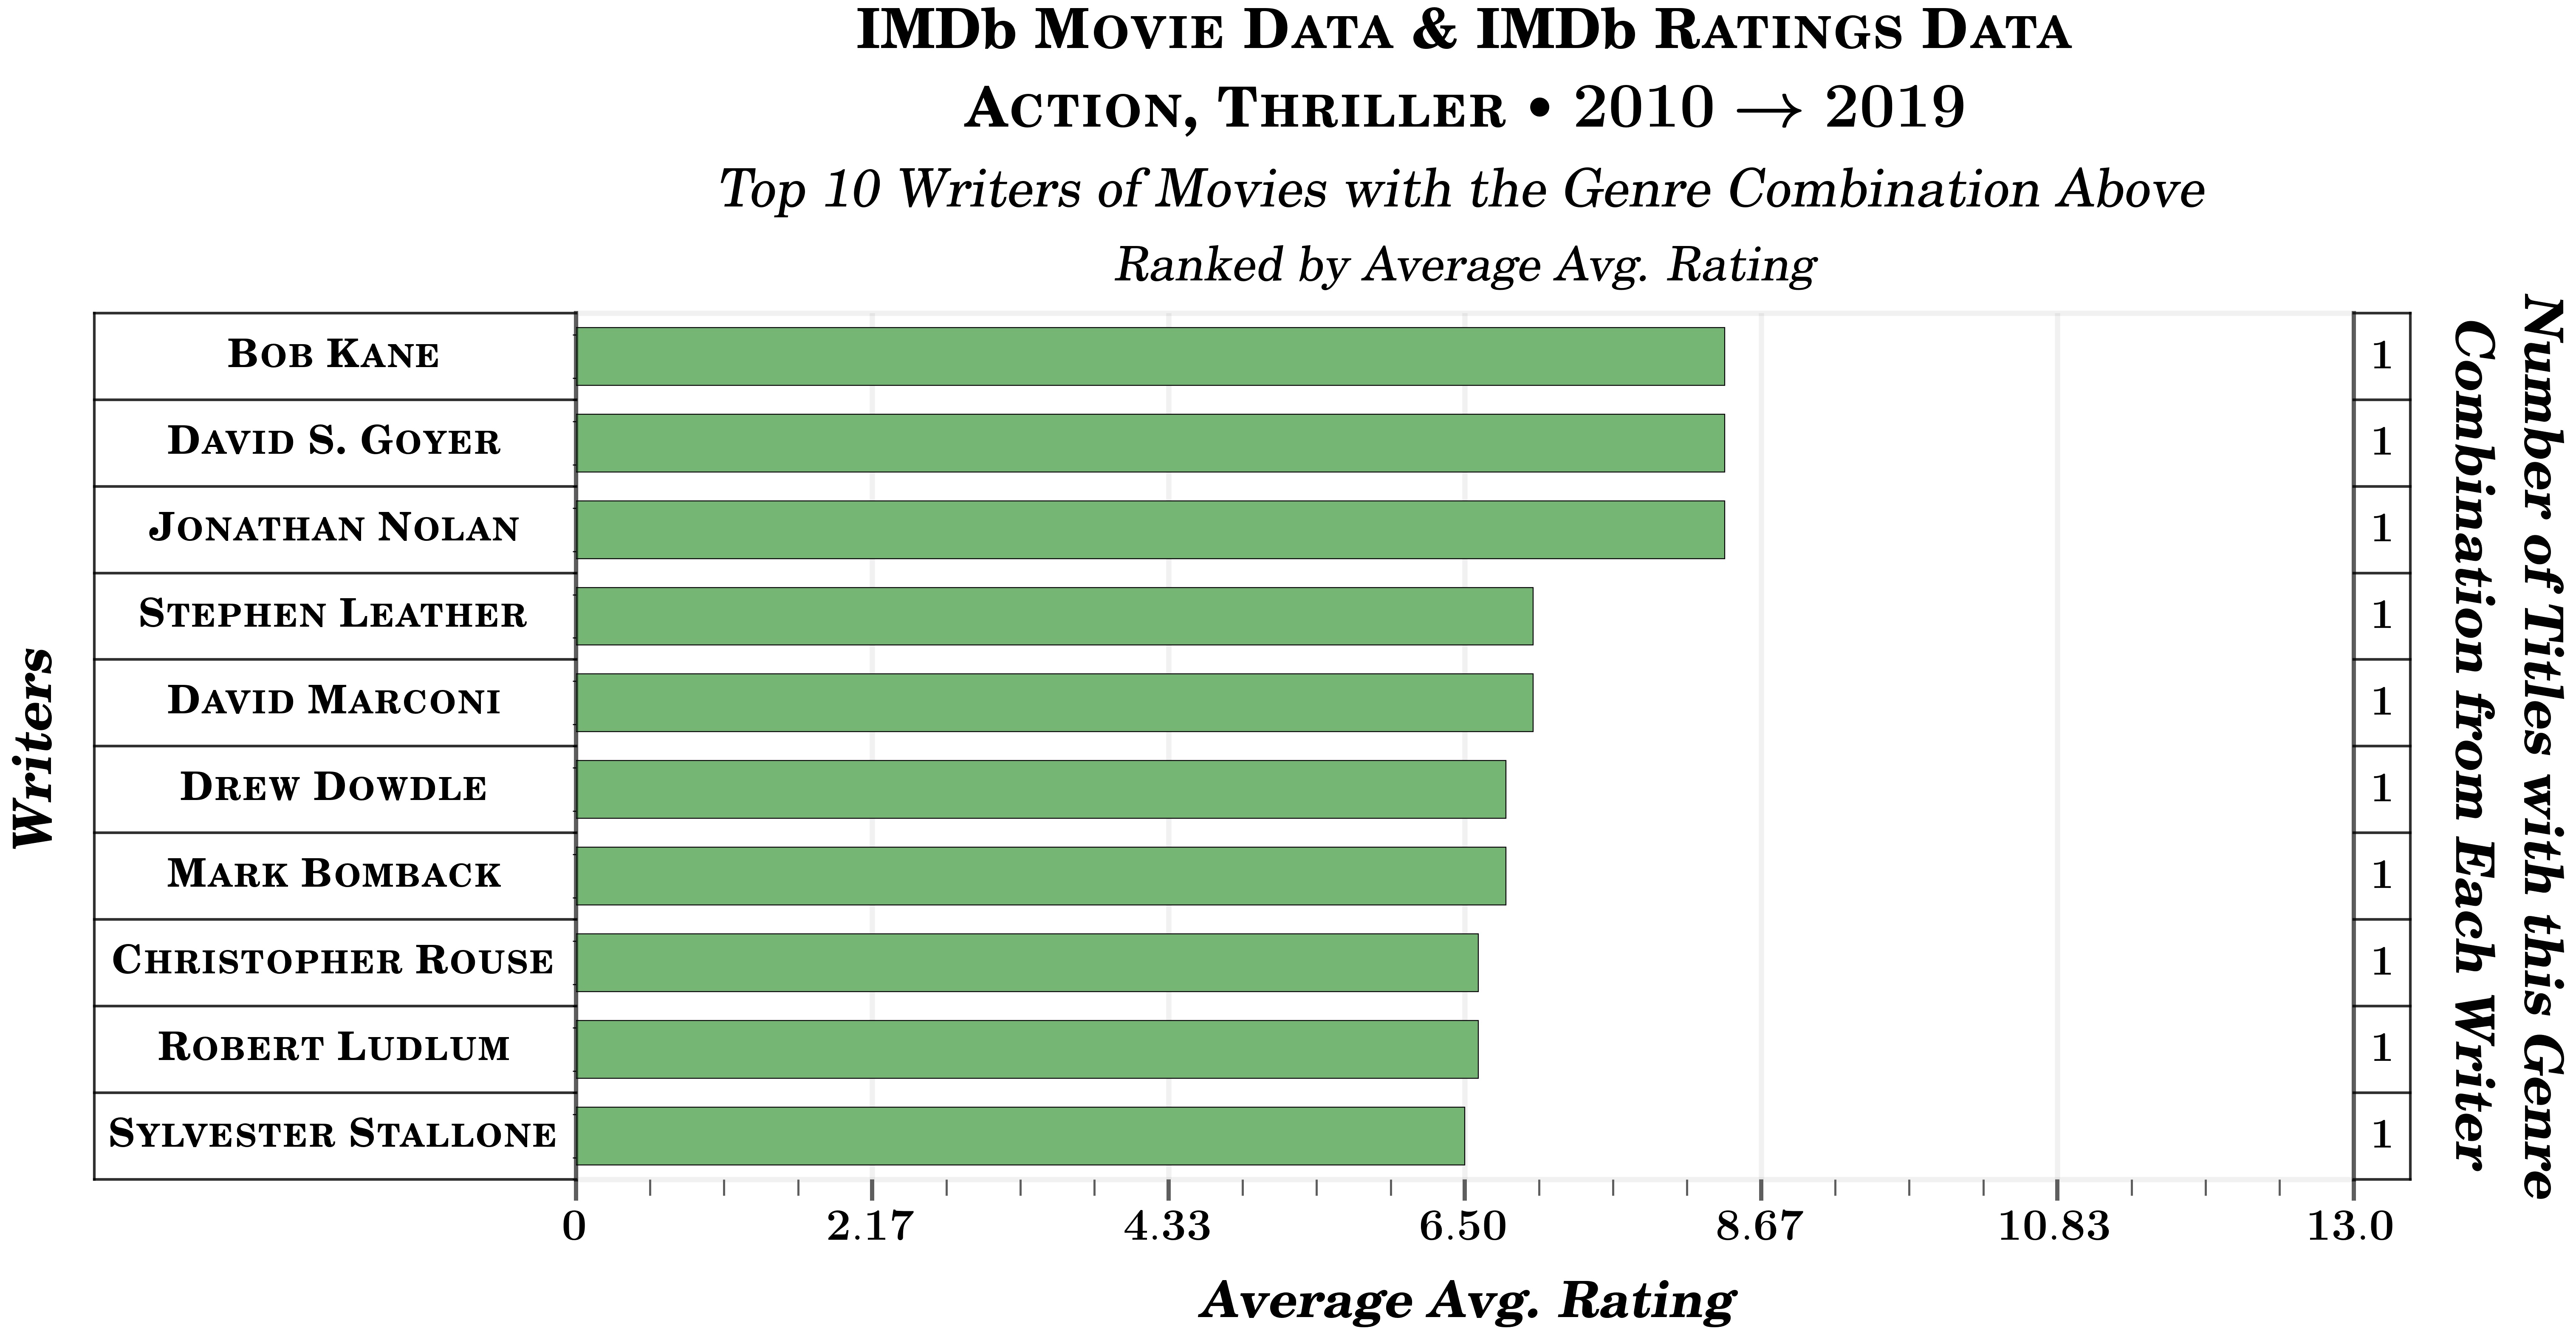 IMDb Movie Data & IMDb Ratings Data
Action, Thriller • 2010 → 2019
Top 10 Writers of Movies with the Genre Combination Above
Ranked by Average Avg. Rating
Writers
Bob Kane
David S. Goyer
Jonathan Nolan
Stephen Leather
David Marconi
Drew Dowdle
Mark Bomback
Christopher Rouse
Robert Ludlum
Sylvester Stallone
1
1
1
1
1
1
1
1
1
1
Number of Titles with this Genre
Combination from Each Writer
0 2.17 4.33 6.50 8.67 10.83 13.0
Average Avg. Rating